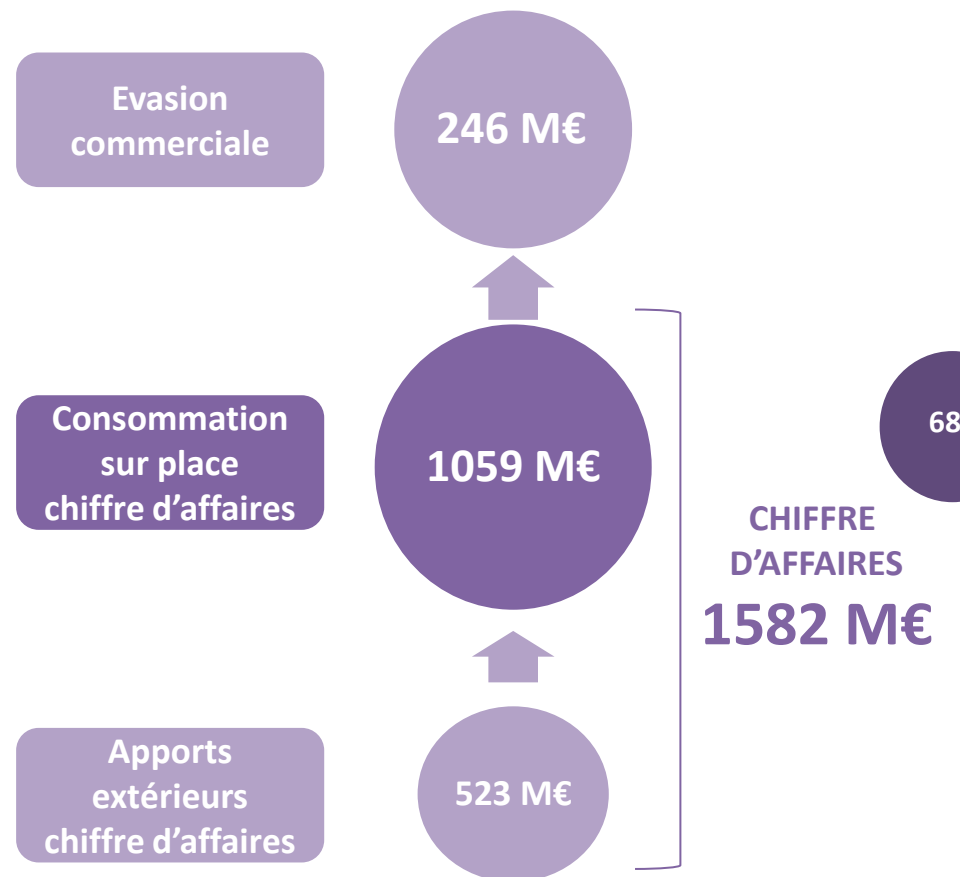 Evasion
commerciale
246 M€
Consommation
sur place
chiffre d’affaires
1059 M€
68
CHIFFRE
D’AFFAIRES
1582 M€
Apports
extérieurs
chiffre d’affaires
523 M€